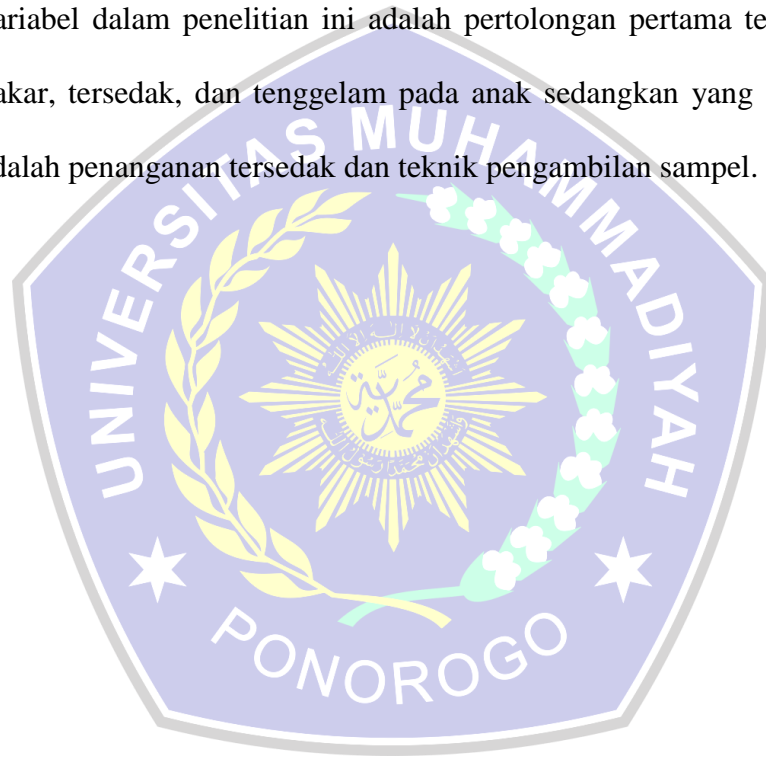 ariabel dalam penelitian ini adalah pertolongan pertama te
akar, tersedak, dan tenggelam pada anak sedangkan yang
dalah penanganan tersedak dan teknik pengambilan sampel.
UNIVERSITAS MUHAMMADIYAH
PONOROGO
محمدية